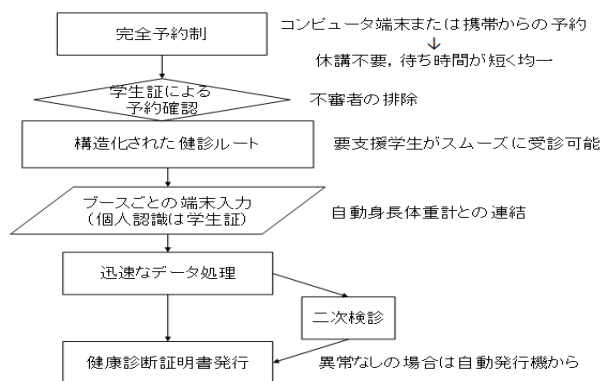 完全予約制
コンピュータ端末または携帯からの予約
休講不要，待ち時間が短く均一
学生証による
予約確認
不審者の排除
構造化された健診ルート
要支援学生がスムーズに受診可能
ブースごとの端末入力
（個人認識は学生証）
自動身長体重計との連結
迅速なデータ処理
二次検診
健康診断証明書発行
異常なしの場合は自動発行機から